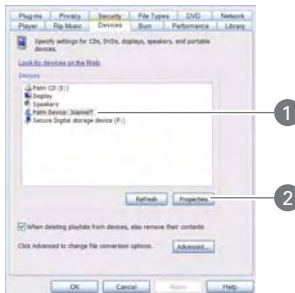 Plug-ins Privacy Security File Types DVD Network
Player Rip Music Devices Burn Performance Library
Specify settings for CDs, DVDs, displays, speakers, and portable
devices.
Look for devices on the Web
Devices
Palm CD (E:)
Display
Speakers
Palm Device: JoanneT
Secure Digital storage device (F:)
1
Refresh Properties
2
When deleting playlists from devices, also remove their contents
Click Advanced to change file conversion options. Advanced...
OK Cancel Apply Help